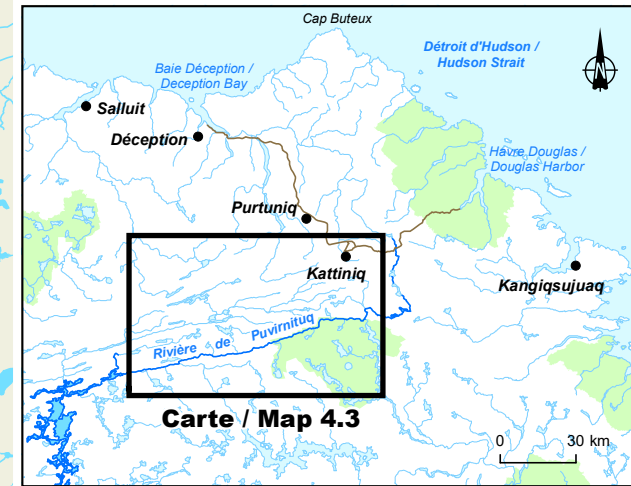 Cap Buteux
Détroit d'Hudson /
Hudson Strait
N
Baie Déception /
Deception Bay
Salluit
Déception
Havre Douglas /
Douglas Harbor
Purtuniq
Kattiniq
Kangiqsujuaq
Rivière de Puvirnituq
Carte / Map 4.3
0 30 km